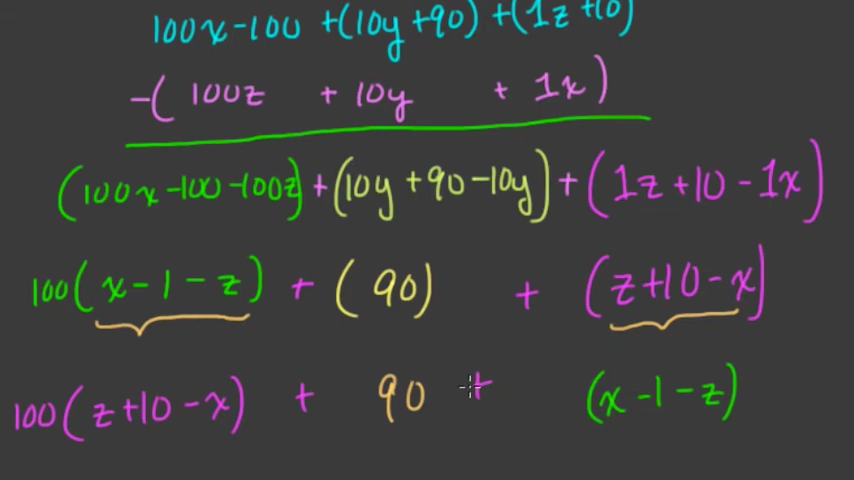 100x-100 +(10y +90) +(1z +10)
-( 100z + 10y + 1x )
(100x-100-100z) + (10y +90 -10y) + (1z +10 -1x)
100(x-1-z) + (90) + (z+10-x)
100(z+10-x) + 90 + (x-1-z)